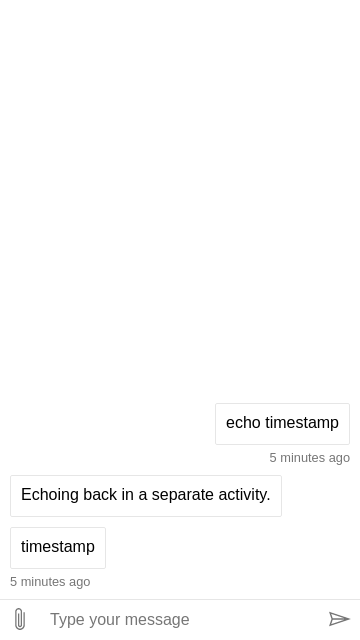 echo timestamp
5 minutes ago
Echoing back in a separate activity.
timestamp
5 minutes ago
Type your message